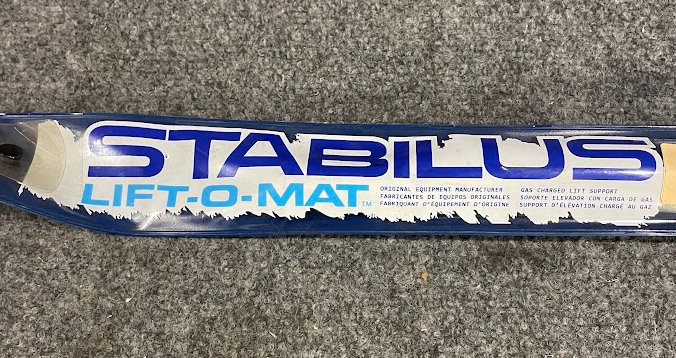 STABILUS
LIFT-O-MAT™
ORIGINAL EQUIPMENT MANUFACTURER
FABRICANTES DE EQUIPOS ORIGINALES
FABRIQUANT D'ÉQUIPEMENT D'ORIGINE
GAS CHARGED LIFT SUPPORT
SOPORTE ELEVADOR CON CARGA DE GAS
SUPPORT D'ÉLÉVATION CHARGÉ AU GAZ